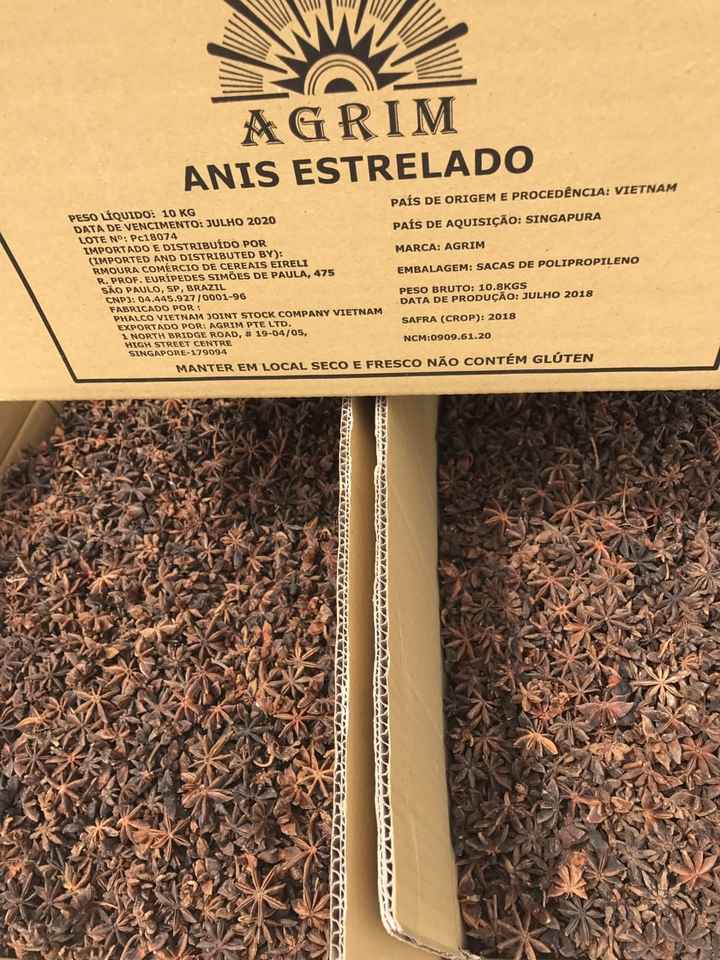 AGRIM
ANIS ESTRELADO
PESO LÍQUIDO: 10 KG
DATA DE VENCIMENTO: JULHO 2020
LOTE Nº: Pc18074
IMPORTADO E DISTRIBUÍDO POR
(IMPORTED AND DISTRIBUTED BY):
RMOURA COMÉRCIO DE CEREAIS EIRELI
R. PROF. EURÍPEDES SIMÕES DE PAULA, 475
SÃO PAULO, SP, BRAZIL
CNPJ: 04.445.927/0001-96
FABRICADO POR :
PHALCO VIETNAM JOINT STOCK COMPANY VIETNAM
EXPORTADO POR: AGRIM PTE LTD.
1 NORTH BRIDGE ROAD, # 19-04/05,
HIGH STREET CENTRE
SINGAPORE-179094
PAÍS DE ORIGEM E PROCEDÊNCIA: VIETNAM
PAÍS DE AQUISIÇÃO: SINGAPURA
MARCA: AGRIM
EMBALAGEM: SACAS DE POLIPROPILENO
PESO BRUTO: 10.8KGS
DATA DE PRODUÇÃO: JULHO 2018
SAFRA (CROP): 2018
NCM:0909.61.20
MANTER EM LOCAL SECO E FRESCO NÃO CONTÉM GLÚTEN